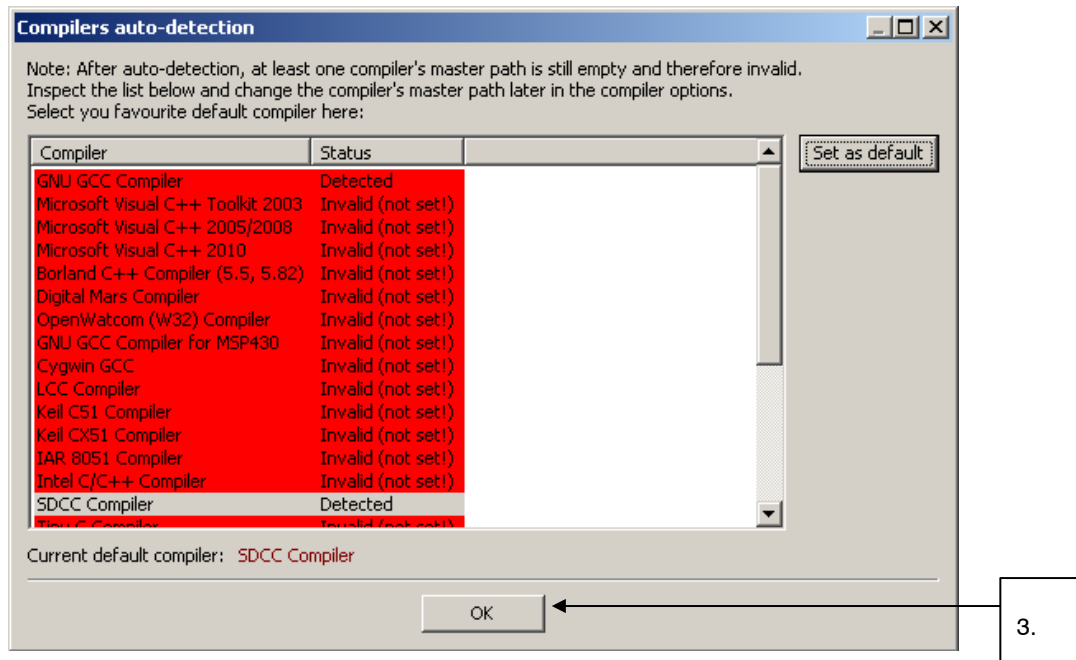 Compilers auto-detection
Note: After auto-detection, at least one compiler's master path is still empty and therefore invalid.
Inspect the list below and change the compiler's master path later in the compiler options.
Select you favourite default compiler here:
Compiler Status
Set as default
GNU GCC Compiler Detected
Microsoft Visual C++ Toolkit 2003 Invalid (not set!)
Microsoft Visual C++ 2005/2008 Invalid (not set!)
Microsoft Visual C++ 2010 Invalid (not set!)
Borland C++ Compiler (5.5, 5.82) Invalid (not set!)
Digital Mars Compiler Invalid (not set!)
OpenWatcom (W32) Compiler Invalid (not set!)
GNU GCC Compiler for MSP430 Invalid (not set!)
Cygwin GCC Invalid (not set!)
LCC Compiler Invalid (not set!)
Keil C51 Compiler Invalid (not set!)
Keil CX51 Compiler Invalid (not set!)
IAR 8051 Compiler Invalid (not set!)
Intel C/C++ Compiler Invalid (not set!)
SDCC Compiler Detected
Tiny C Compiler Invalid (not set!)
Current default compiler: SDCC Compiler
OK
3.